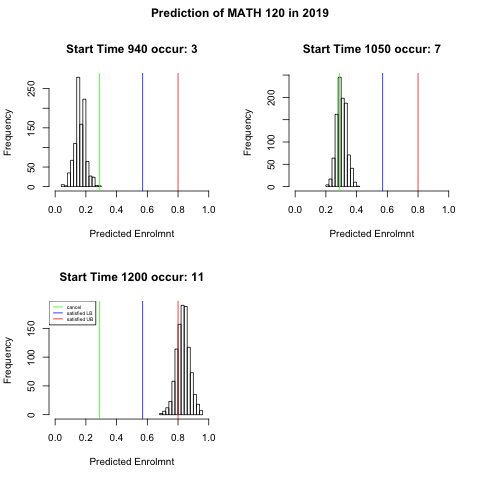 Prediction of MATH 120 in 2019
Start Time 940 occur: 3
Frequency
0 50 150 250
0.0 0.2 0.4 0.6 0.8 1.0
Predicted Enrolmnt
Start Time 1050 occur: 7
Frequency
0 50 100 200
0.0 0.2 0.4 0.6 0.8 1.0
Predicted Enrolmnt
Start Time 1200 occur: 11
cancel
satisfied LB
satisfied UB
Frequency
0 50 100 150
0.0 0.2 0.4 0.6 0.8 1.0
Predicted Enrolmnt